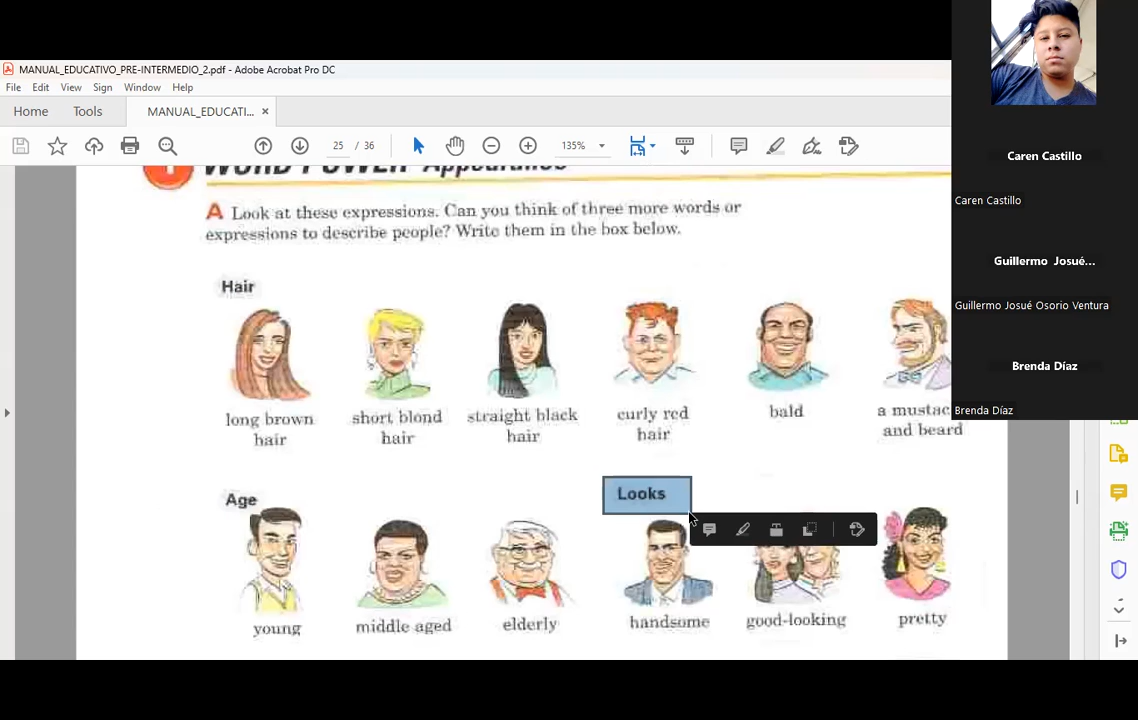 MANUAL_EDUCATIVO_PRE-INTERMEDIO_2.pdf - Adobe Acrobat Pro DC
File Edit View Sign Window Help
Home Tools MANUAL_EDUCATI... ×
25 / 36 135%
WORD POWER Appearance
A Look at these expressions. Can you think of three more words or
expressions to describe people? Write them in the box below.
Hair
long brown
hair
short blond
hair
straight black
hair
curly red
hair
bald
a mustac
and beard
Age
Looks
young
middle aged
elderly
handsome
good-looking
pretty
Caren Castillo
Caren Castillo
Guillermo Josué...
Guillermo Josué Osorio Ventura
Brenda Díaz
Brenda Díaz